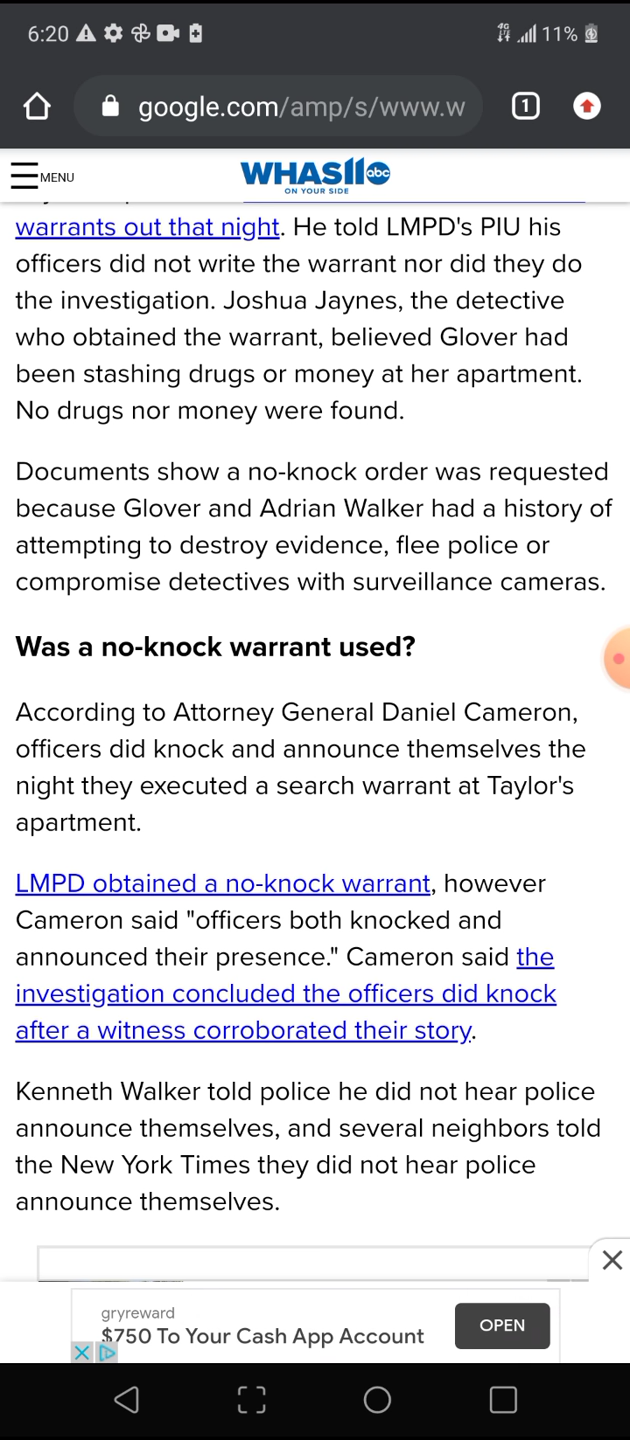 6:20
4G
11%
google.com/amp/s/www.w
1
MENU
WHAS11 abc
ON YOUR SIDE
warrants out that night. He told LMPD's PIU his
officers did not write the warrant nor did they do
the investigation. Joshua Jaynes, the detective
who obtained the warrant, believed Glover had
been stashing drugs or money at her apartment.
No drugs nor money were found.
Documents show a no-knock order was requested
because Glover and Adrian Walker had a history of
attempting to destroy evidence, flee police or
compromise detectives with surveillance cameras.
Was a no-knock warrant used?
According to Attorney General Daniel Cameron,
officers did knock and announce themselves the
night they executed a search warrant at Taylor's
apartment.
LMPD obtained a no-knock warrant, however
Cameron said "officers both knocked and
announced their presence." Cameron said the
investigation concluded the officers did knock
after a witness corroborated their story.
Kenneth Walker told police he did not hear police
announce themselves, and several neighbors told
the New York Times they did not hear police
announce themselves.
gryreward
$750 To Your Cash App Account
OPEN